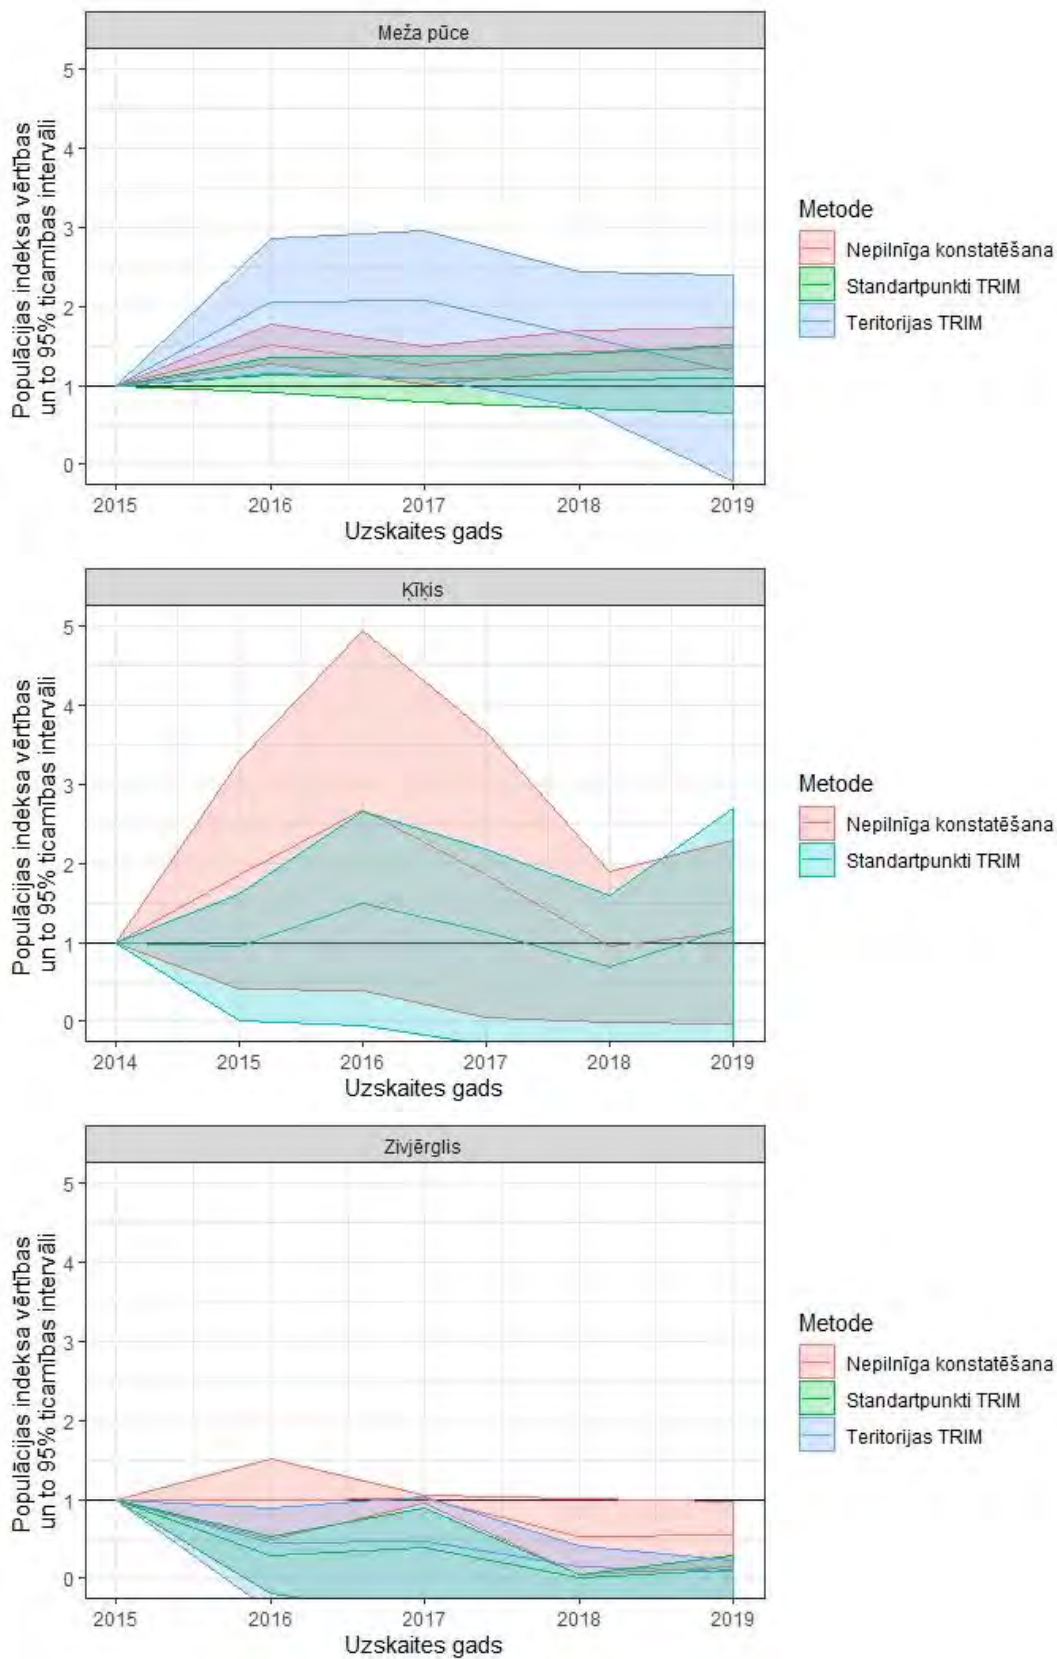 Meža pūce
Populācijas indeksa vērtības
un to 95% ticamības intervāli
5
4
3
2
1
0
2015
2016
2017
2018
2019
Uzskaites gads
Metode
Nepilnīga konstatēšana
Standartpunkti TRIM
Teritorijas TRIM
Ķīķis
Populācijas indeksa vērtības
un to 95% ticamības intervāli
5
4
3
2
1
0
2014
2015
2016
2017
2018
2019
Uzskaites gads
Metode
Nepilnīga konstatēšana
Standartpunkti TRIM
Zivjērglis
Populācijas indeksa vērtības
un to 95% ticamības intervāli
5
4
3
2
1
0
2015
2016
2017
2018
2019
Uzskaites gads
Metode
Nepilnīga konstatēšana
Standartpunkti TRIM
Teritorijas TRIM